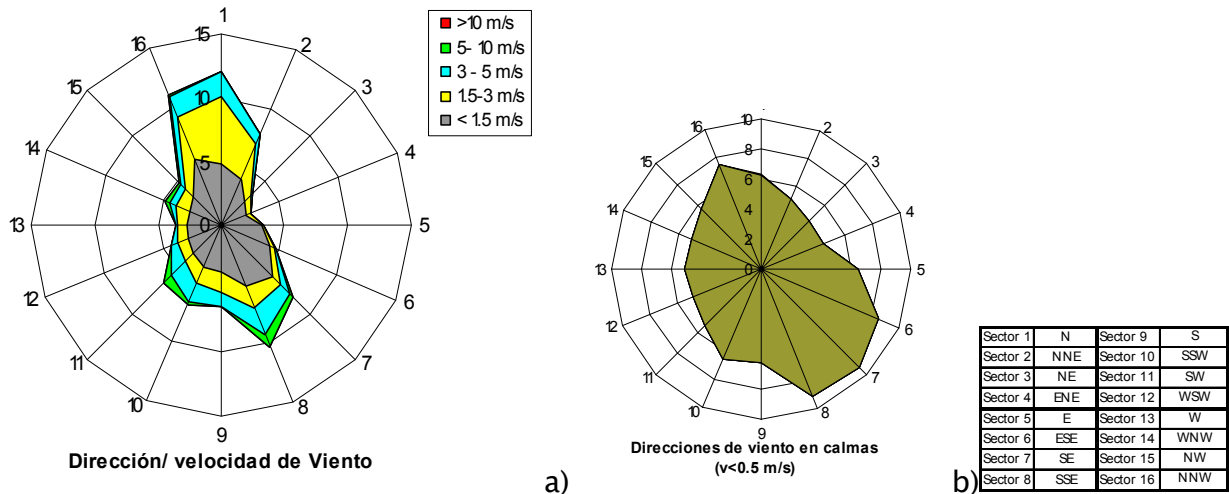 1
2
3
4
5
6
7
8
9
10
11
12
13
14
15
16
15
10
5
0
>10 m/s
5- 10 m/s
3 - 5 m/s
1.5-3 m/s
< 1.5 m/s
Dirección/ velocidad de Viento
a)
2
3
4
5
6
7
8
9
10
11
12
13
14
15
16
10
8
6
4
2
0
Direcciones de viento en calmas
(v<0.5 m/s)
b)
Sector 1 N Sector 9 S
Sector 2 NNE Sector 10 SSW
Sector 3 NE Sector 11 SW
Sector 4 ENE Sector 12 WSW
Sector 5 E Sector 13 W
Sector 6 ESE Sector 14 WNW
Sector 7 SE Sector 15 NW
Sector 8 SSE Sector 16 NNW